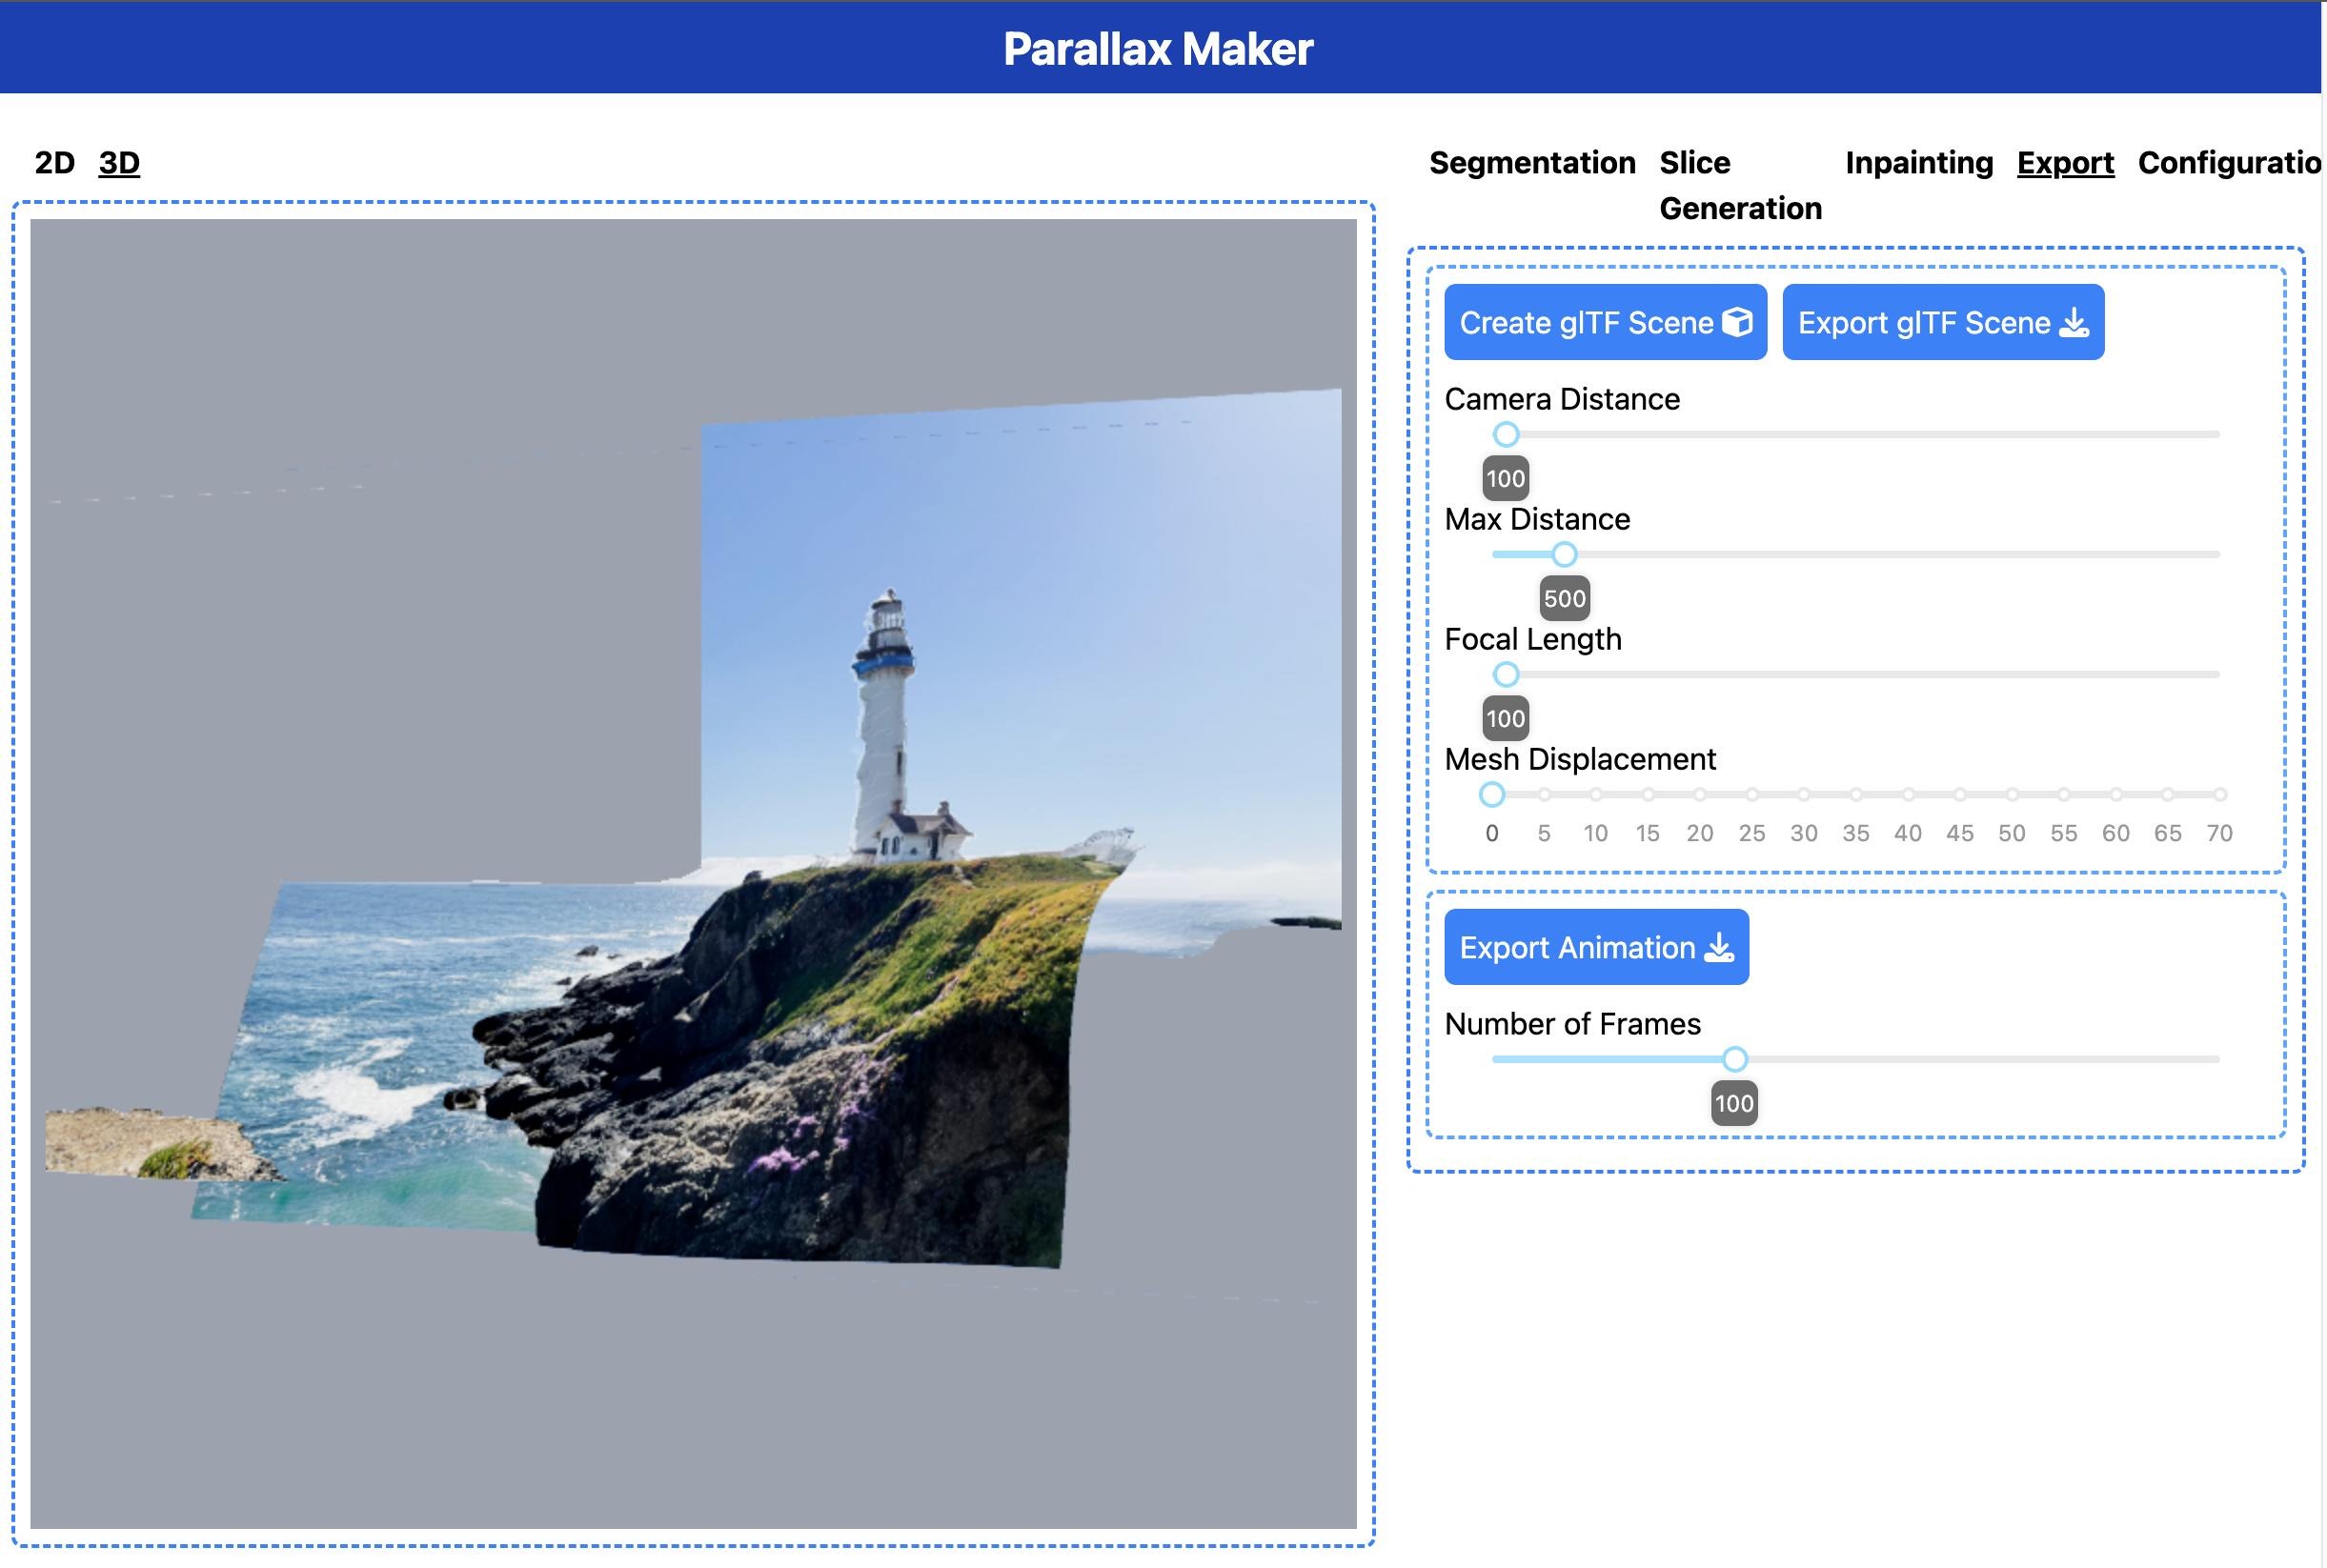 Parallax Maker
2D 3D
Segmentation Slice Generation Inpainting Export Configuratio
Create glTF Scene Export glTF Scene
Camera Distance
100
Max Distance
500
Focal Length
100
Mesh Displacement
0 5 10 15 20 25 30 35 40 45 50 55 60 65 70
Export Animation
Number of Frames
100